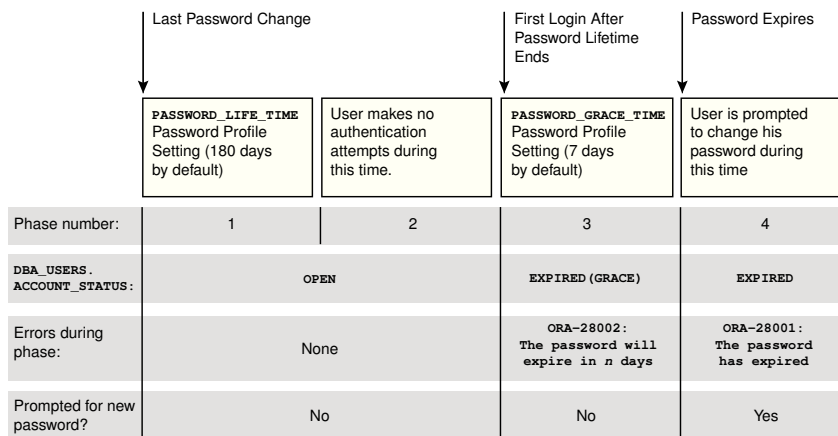 Last Password Change
First Login After
Password Lifetime
Ends
Password Expires
PASSWORD_LIFE_TIME
Password Profile
Setting (180 days
by default)
User makes no
authentication
attempts during
this time.
PASSWORD_GRACE_TIME
Password Profile
Setting (7 days
by default)
User is prompted
to change his
password during
this time
Phase number:
1
2
3
4
DBA_USERS.
ACCOUNT_STATUS:
OPEN
EXPIRED(GRACE)
EXPIRED
Errors during
phase:
None
ORA-28002:
The password will
expire in n days
ORA-28001:
The password
has expired
Prompted for new
password?
No
No
Yes